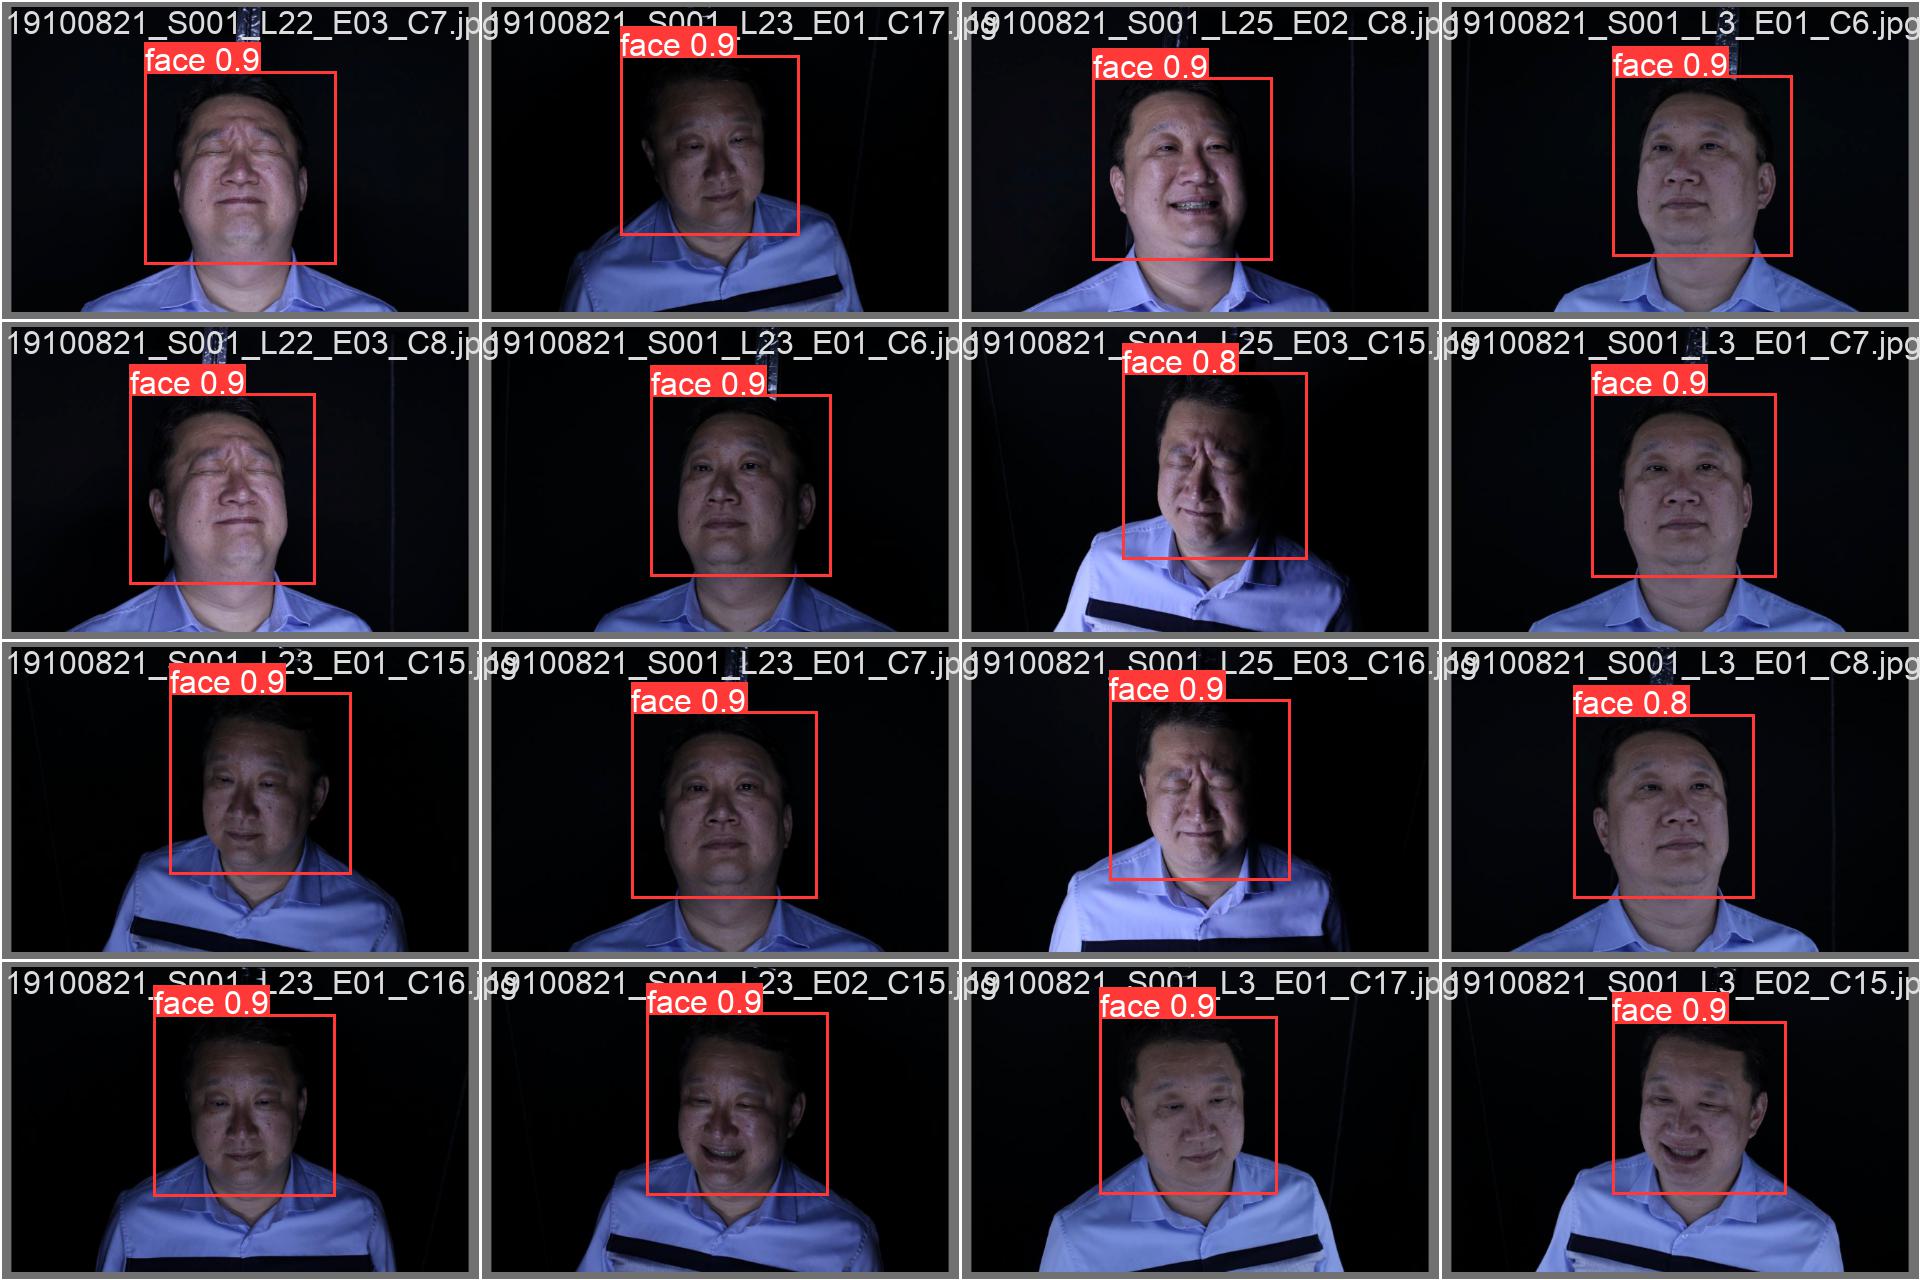 19100821_S001_L22_E03_C7.jpg
face 0.9
19100821_S001_L23_E01_C17.jpg
face 0.9
19100821_S001_L25_E02_C8.jpg
face 0.9
19100821_S001_L3_E01_C6.jpg
face 0.9
19100821_S001_L22_E03_C8.jpg
face 0.9
19100821_S001_L23_E01_C6.jpg
face 0.9
19100821_S001_L25_E03_C15.jpg
face 0.8
19100821_S001_L3_E01_C7.jpg
face 0.9
19100821_S001_L23_E01_C15.jpg
face 0.9
19100821_S001_L23_E01_C7.jpg
face 0.9
19100821_S001_L25_E03_C16.jpg
face 0.9
19100821_S001_L3_E01_C8.jpg
face 0.8
19100821_S001_L23_E01_C16.jpg
face 0.9
19100821_S001_L23_E02_C15.jpg
face 0.9
19100821_S001_L3_E01_C17.jpg
face 0.9
19100821_S001_L3_E02_C15.jp
face 0.9